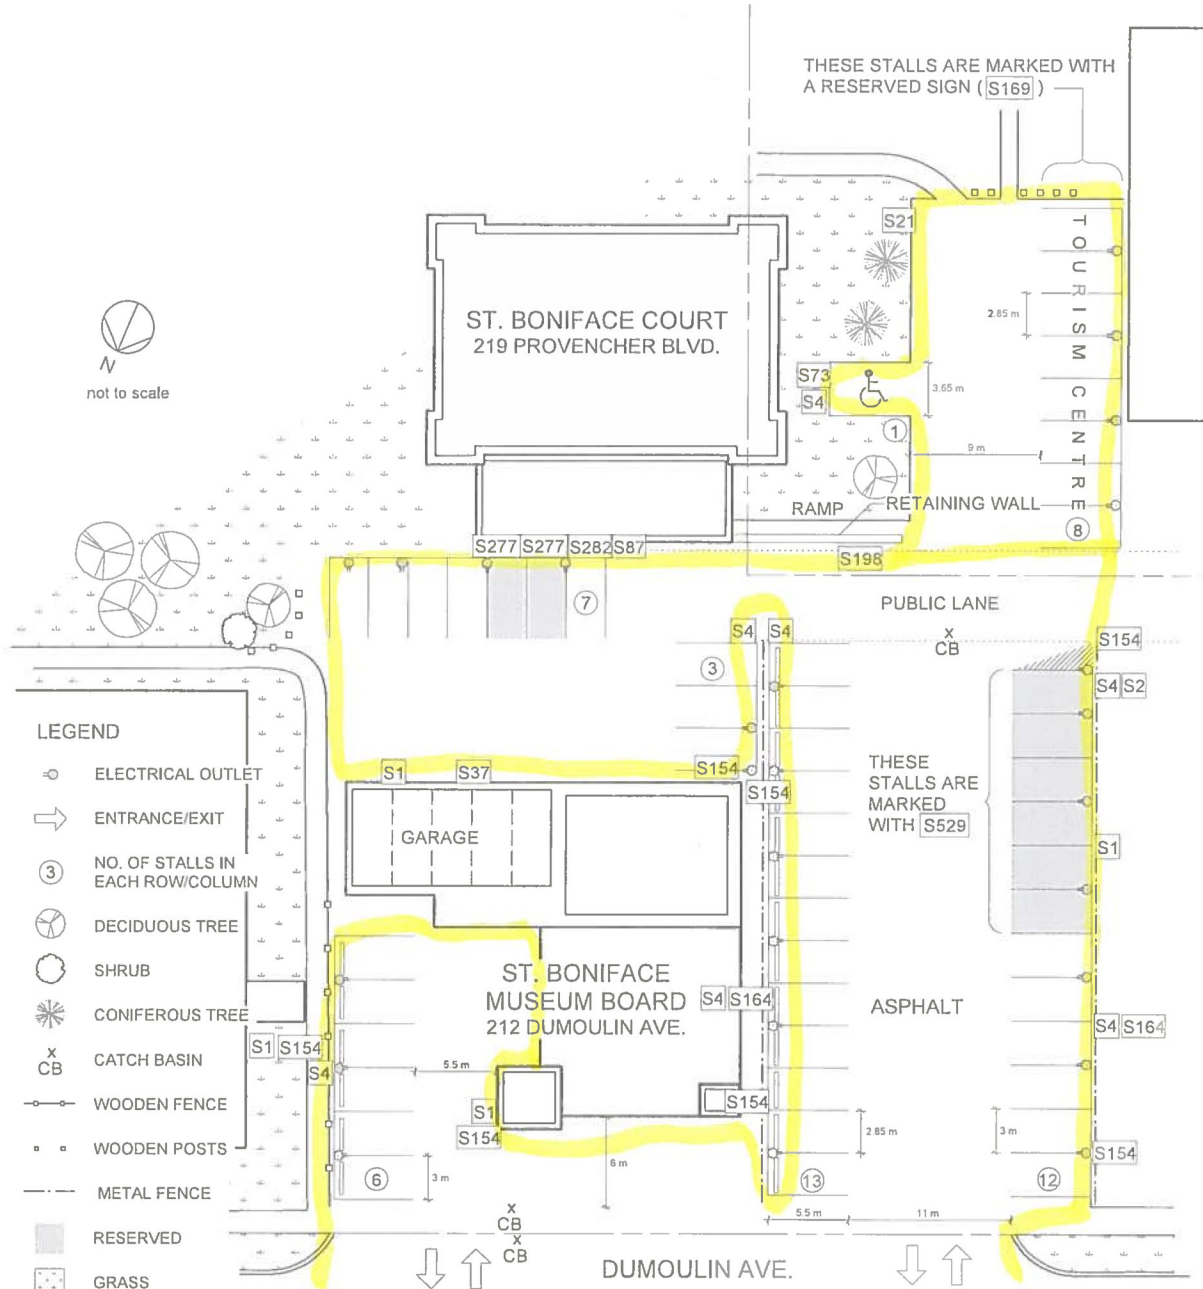 THESE STALLS ARE MARKED WITH
A RESERVED SIGN ( S169 )
S21
TOURISM CENTRE
2.85 m
ST. BONIFACE COURT
219 PROVENCHER BLVD.
N
not to scale
S73
S4
3.65 m
1
9 m
RAMP
RETAINING WALL
8
S277 S277 S282 S87
S198
7
PUBLIC LANE
x
CB
S4 S4
S154
3
S4 S2
S154
S154
S1 S37
THESE
STALLS ARE
MARKED
WITH S529
S1
GARAGE
LEGEND
ELECTRICAL OUTLET
ENTRANCE/EXIT
3 NO. OF STALLS IN
EACH ROW/COLUMN
DECIDUOUS TREE
SHRUB
CONIFEROUS TREE
x
CB CATCH BASIN
WOODEN FENCE
WOODEN POSTS
METAL FENCE
RESERVED
GRASS
ST. BONIFACE
MUSEUM BOARD
212 DUMOULIN AVE.
S4 S164
ASPHALT
S4 S164
S1 S154
S4
5.5 m
S1
S154
S154
2.85 m
3 m
S154
6
3 m
6 m
13
12
5.5 m
11 m
x
CB
x
CB
DUMOULIN AVE.